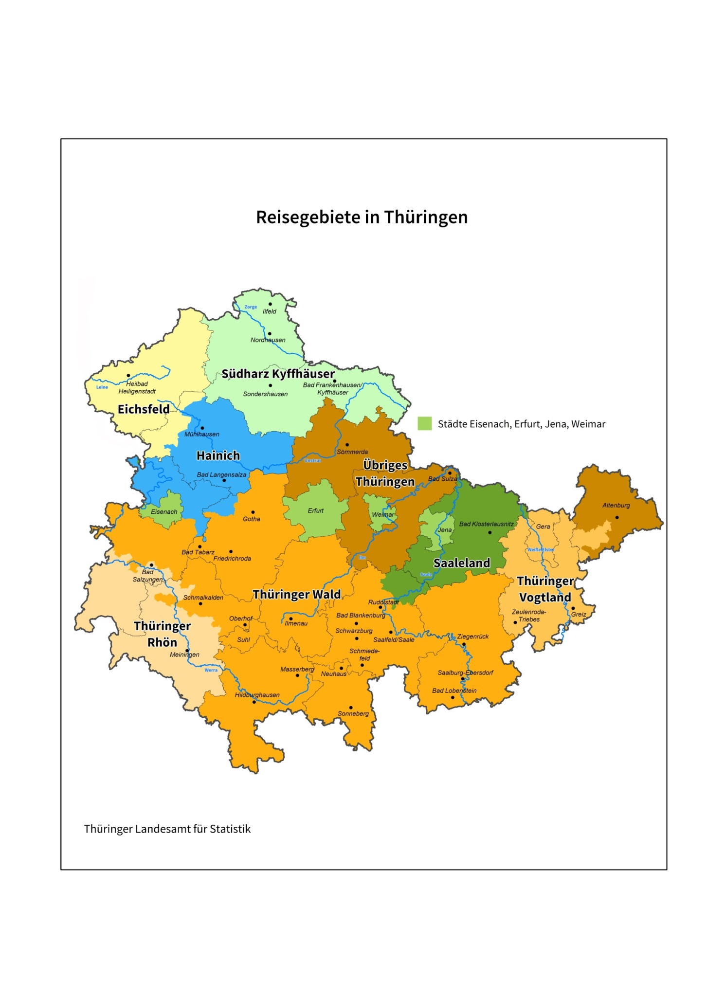 Reisegebiete in Thüringen
Zorge
Ilfeld
Nordhausen
Südharz Kyffhäuser
Leine
Heilbad
Heiligenstadt
Sondershausen
Bad Frankenhausen/
Kyffhäuser
Eichsfeld
Städte Eisenach, Erfurt, Jena, Weimar
Mühlhausen
Hainich
Sömmerda
Unstrut
Übriges
Thüringen
Bad Langensalza
Bad Sulza
Eisenach
Erfurt
Weimar
Altenburg
Gotha
Jena
Bad Klosterlausnitz
Gera
Bad Tabarz
Friedrichroda
Weiße Elster
Ilm
Saaleland
Bad
Salzungen
Saale
Thüringer
Vogtland
Schmalkalden
Thüringer Wald
Rudolstadt
Zeulenroda-
Triebes
Greiz
Oberhof
Ilmenau
Bad Blankenburg
Thüringer
Rhön
Schwarzburg
Suhl
Saalfeld/Saale
Ziegenrück
Meiningen
Schmiede-
feld
Werra
Masserberg
Neuhaus
Saalburg-Ebersdorf
Hildburghausen
Bad Lobenstein
Sonneberg
Thüringer Landesamt für Statistik